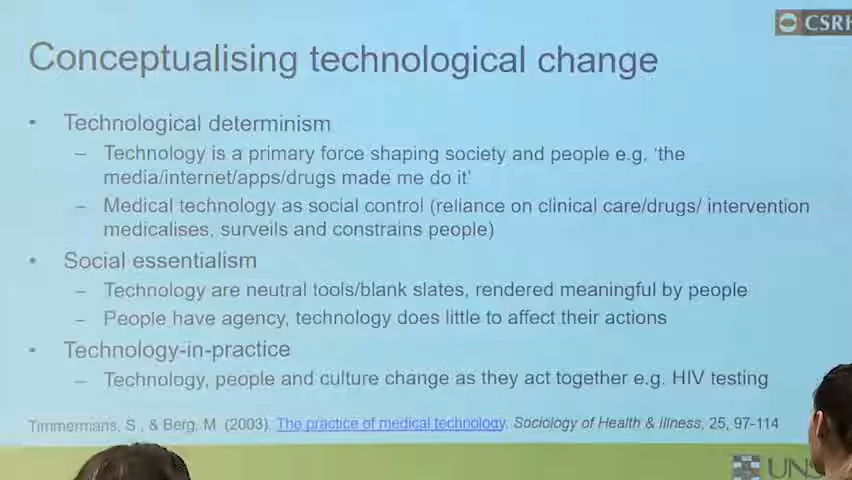 CSRH
Conceptualising technological change
• Technological determinism
– Technology is a primary force shaping society and people e.g. 'the
media/internet/apps/drugs made me do it'
– Medical technology as social control (reliance on clinical care/drugs/ intervention
medicalises, surveils and constrains people)
• Social essentialism
– Technology are neutral tools/blank slates, rendered meaningful by people
– People have agency, technology does little to affect their actions
• Technology-in-practice
– Technology, people and culture change as they act together e.g. HIV testing
Timmermans, S., & Berg, M. (2003). The practice of medical technology. Sociology of Health & Illness, 25, 97-114
UNS